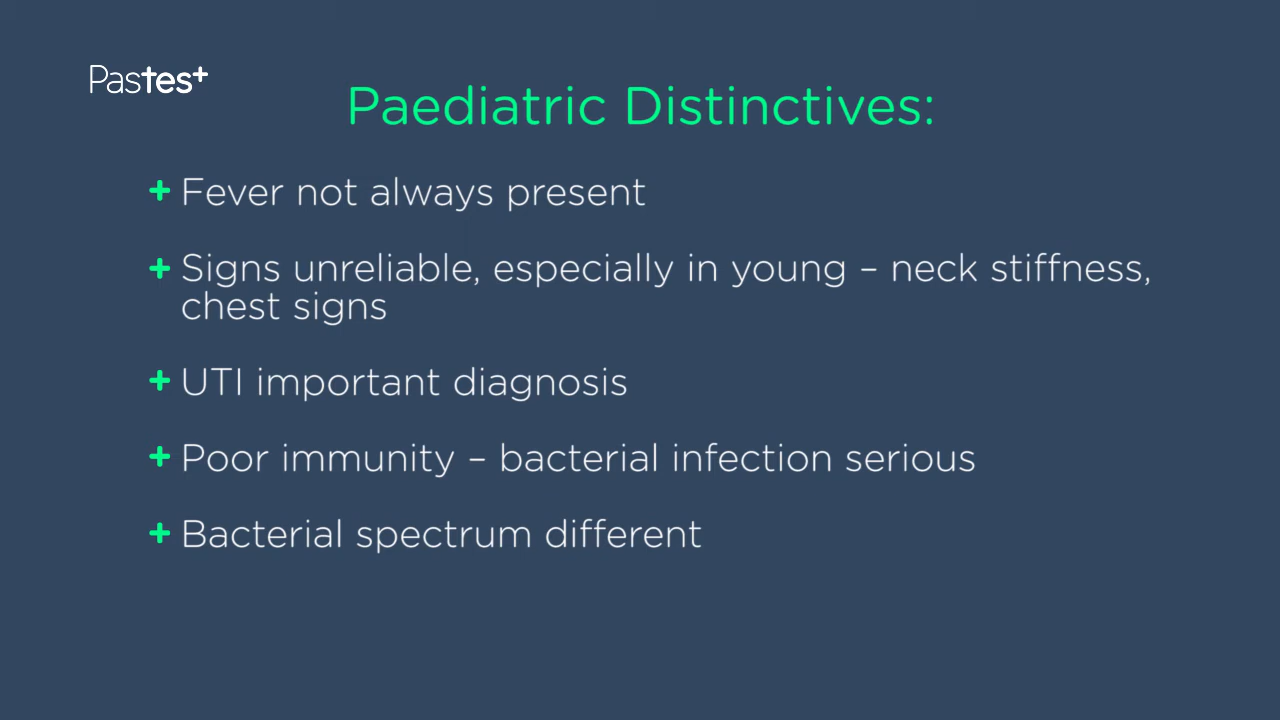 Pastest
Paediatric Distinctives:
+ Fever not always present
+ Signs unreliable, especially in young – neck stiffness,
chest signs
+ UTI important diagnosis
+ Poor immunity – bacterial infection serious
+ Bacterial spectrum different